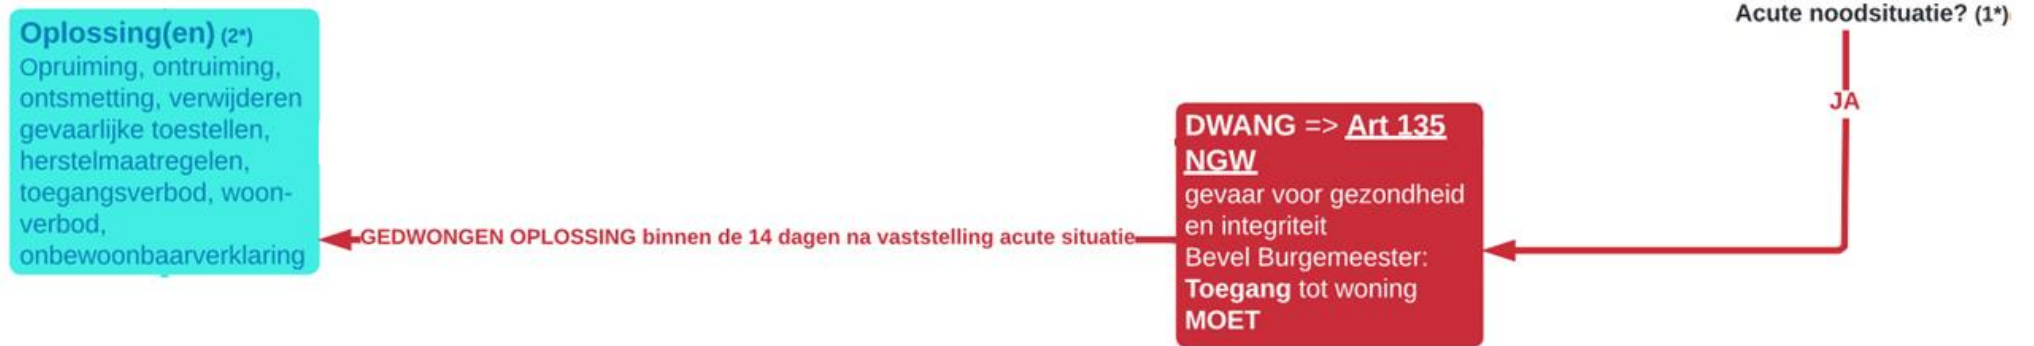 Oplossing(en) (2*)
Opruiming, ontruiming,
ontsmetting, verwijderen
gevaarlijke toestellen,
herstelmaatregelen,
toegangsverbod, woon-
verbod,
onbewoonbaarverklaring
GEDWONGEN OPLOSSING binnen de 14 dagen na vaststelling acute situatie
DWANG => Art 135
NGW
gevaar voor gezondheid
en integriteit
Bevel Burgemeester:
Toegang tot woning
MOET
Acute noodsituatie? (1*)
JA